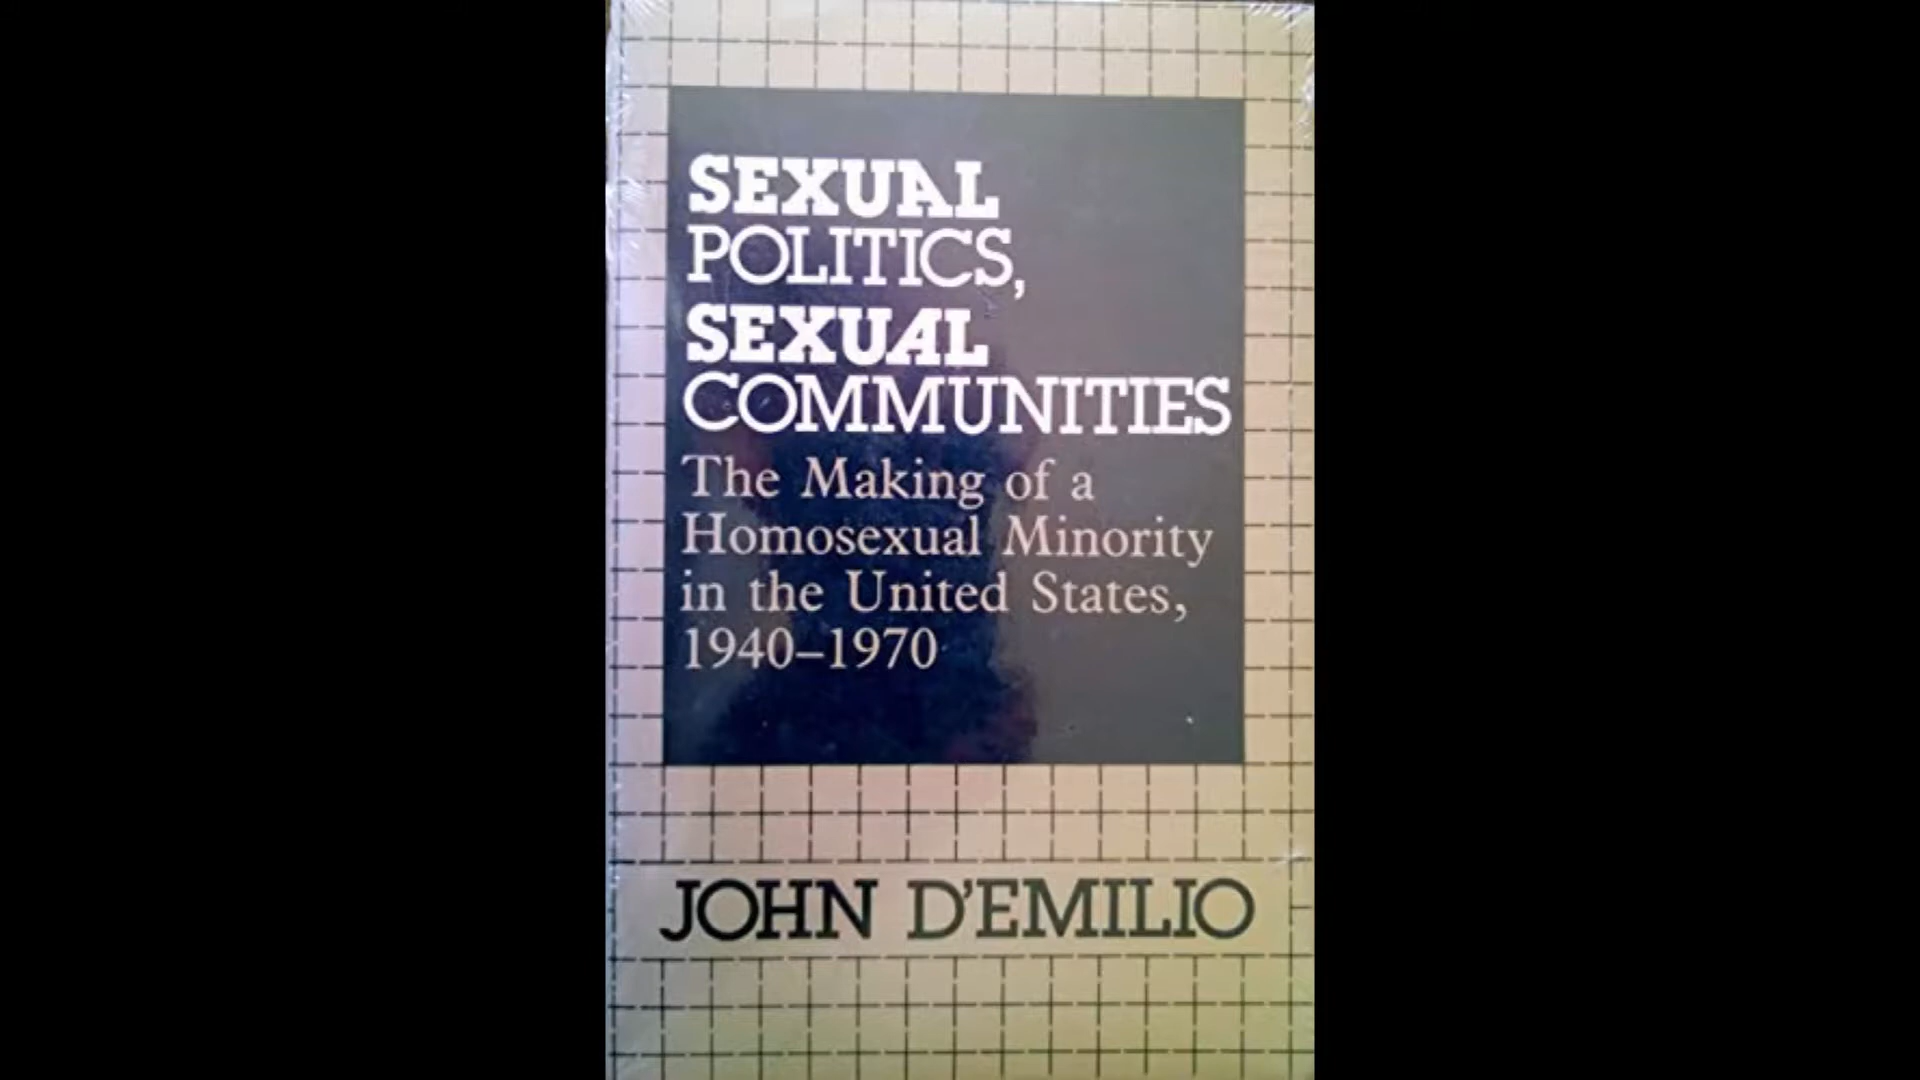 SEXUAL
POLITICS,
SEXUAL
COMMUNITIES
The Making of a
Homosexual Minority
in the United States,
1940–1970
JOHN D'EMILIO